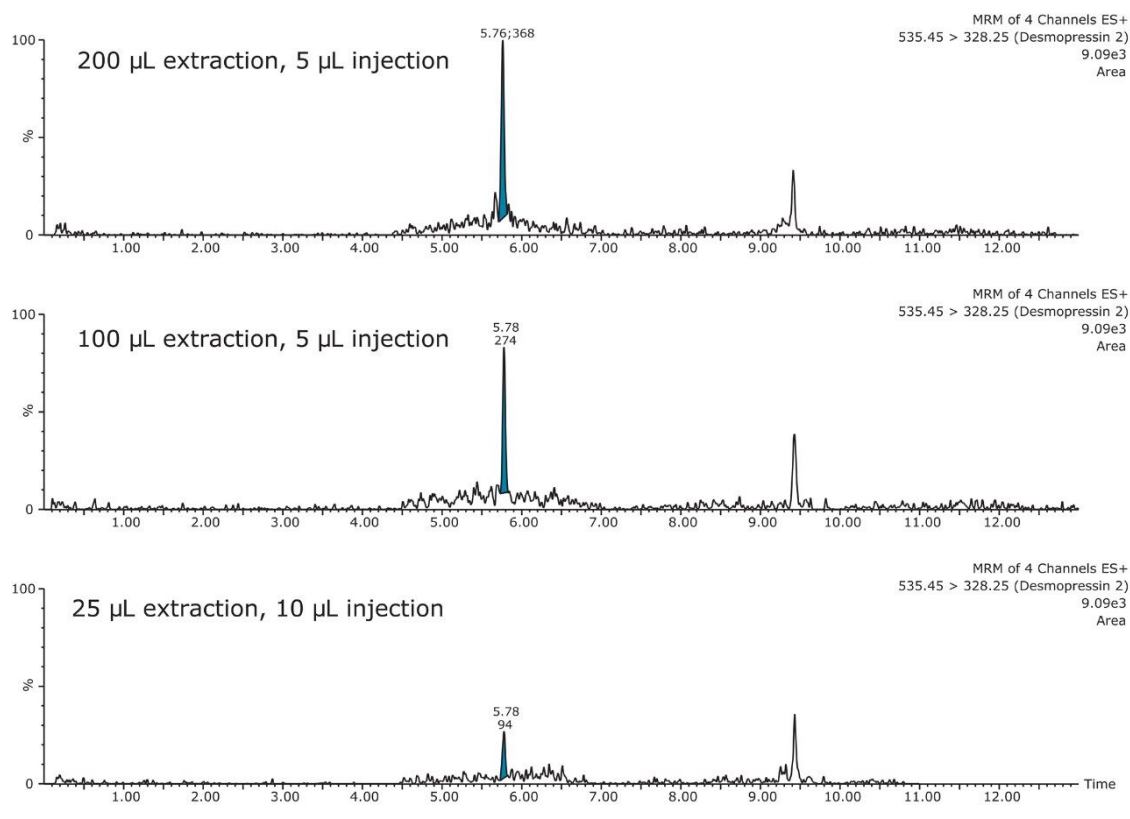 MRM of 4 Channels ES+
535.45 > 328.25 (Desmopressin 2)
9.09e3
Area
200 µL extraction, 5 µL injection
5.76;368
100
%
0
1.00 2.00 3.00 4.00 5.00 6.00 7.00 8.00 9.00 10.00 11.00 12.00
MRM of 4 Channels ES+
535.45 > 328.25 (Desmopressin 2)
9.09e3
Area
100 µL extraction, 5 µL injection
5.78
274
100
%
0
1.00 2.00 3.00 4.00 5.00 6.00 7.00 8.00 9.00 10.00 11.00 12.00
MRM of 4 Channels ES+
535.45 > 328.25 (Desmopressin 2)
9.09e3
Area
25 µL extraction, 10 µL injection
5.78
94
100
%
0
Time
1.00 2.00 3.00 4.00 5.00 6.00 7.00 8.00 9.00 10.00 11.00 12.00